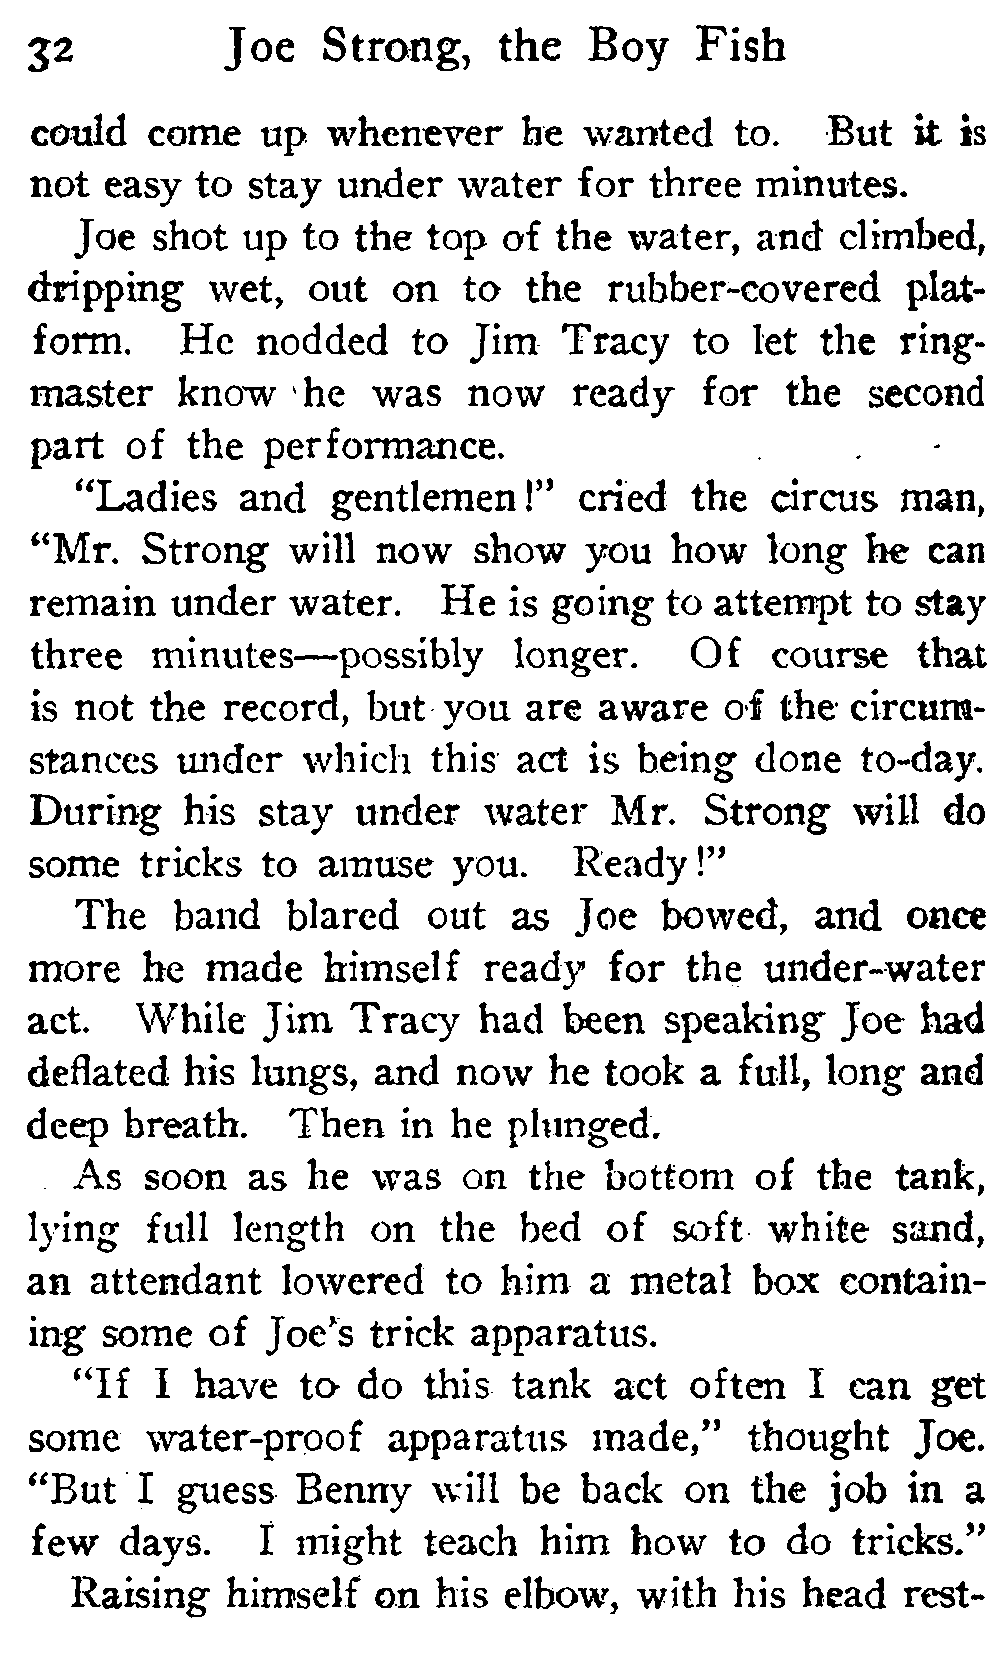 32 Joe Strong, the Boy Fish
could come up whenever he wanted to. But it is
not easy to stay under water for three minutes.
Joe shot up to the top of the water, and climbed,
dripping wet, out on to the rubber-covered plat-
form. He nodded to Jim Tracy to let the ring-
master know he was now ready for the second
part of the performance.
"Ladies and gentlemen!" cried the circus man,
"Mr. Strong will now show you how long he can
remain under water. He is going to attempt to stay
three minutes—possibly longer. Of course that
is not the record, but you are aware of the circum-
stances under which this act is being done to-day.
During his stay under water Mr. Strong will do
some tricks to amuse you. Ready!"
The band blared out as Joe bowed, and once
more he made himself ready for the under-water
act. While Jim Tracy had been speaking Joe had
deflated his lungs, and now he took a full, long and
deep breath. Then in he plunged.
As soon as he was on the bottom of the tank,
lying full length on the bed of soft white sand,
an attendant lowered to him a metal box contain-
ing some of Joe's trick apparatus.
"If I have to do this tank act often I can get
some water-proof apparatus made," thought Joe.
"But I guess Benny will be back on the job in a
few days. I might teach him how to do tricks."
Raising himself on his elbow, with his head rest-